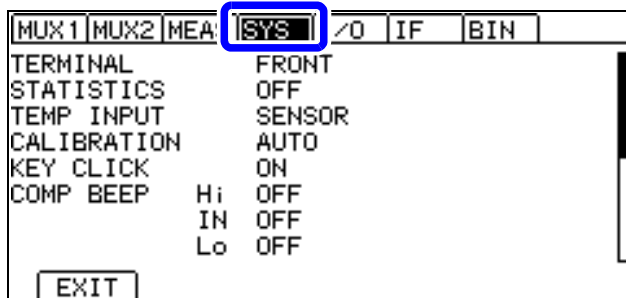 MUX1 MUX2 MEA SYS /O IF BIN
TERMINAL FRONT
STATISTICS OFF
TEMP INPUT SENSOR
CALIBRATION AUTO
KEY CLICK ON
COMP BEEP Hi OFF
IN OFF
Lo OFF
EXIT